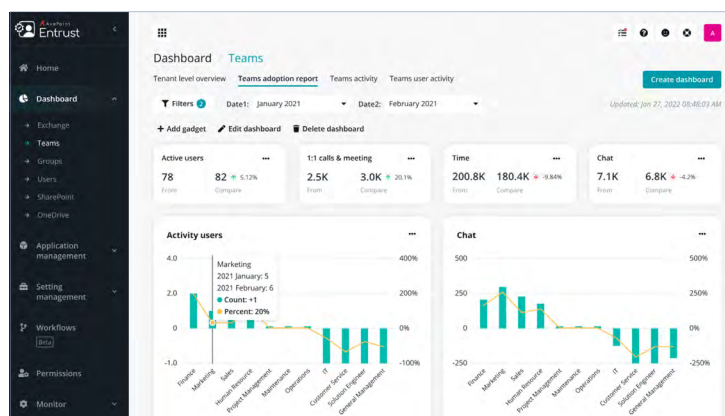 AvePoint
Entrust
Home
Dashboard
Exchange
Teams
Groups
Users
SharePoint
OneDrive
Application
management
Setting
management
Workflows
Beta
Permissions
Monitor
A
Dashboard Teams
Tenant level overview Teams adoption report Teams activity Teams user activity
Create dashboard
Filters 2 Date1: January 2021 Date2: February 2021
Updated: Jan 27, 2022 08:48:03 AM
+ Add gadget Edit dashboard Delete dashboard
Active users ...
78 82 5.12%
From Compare
1:1 calls & meeting ...
2.5K 3.0K 20.1%
From Compare
Time ...
200.8K 180.4K -9.84%
From Compare
Chat ...
7.1K 6.8K -4.2%
From Compare
Activity users ...
4.0 400%
2.0 200%
0 0%
-1.0 -100%
Marketing
2021 January: 5
2021 February: 6
Count: +1
Percent: 20%
Finance
Marketing
Sales
Human Resource
Project Management
Maintenance
Operations
IT
Customer Service
Solution Engineer
General Management
Chat ...
500 500%
250 250%
0 0%
-250 -250%
Finance
Marketing
Sales
Human Resource
Project Management
Maintenance
Operations
IT
Customer Service
Solution Engineer
General Management